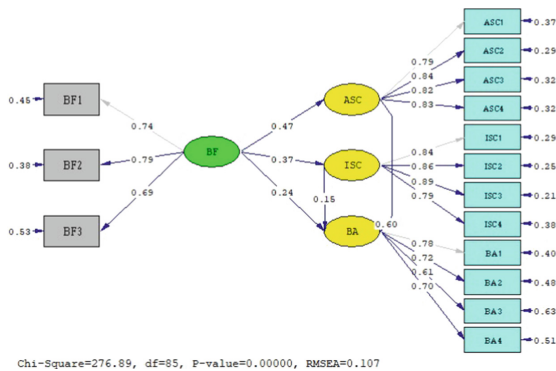 0.45 BF1
0.38 BF2
0.53 BF3
0.74
0.79
0.69
BF
0.47
0.37
0.24
ASC
ISC
BA
0.15
0.60
0.79
0.84
0.82
0.83
0.84
0.86
0.89
0.79
0.78
0.72
0.61
0.70
ASC1 0.37
ASC2 0.29
ASC3 0.32
ASC4 0.32
ISC1 0.29
ISC2 0.25
ISC3 0.21
ISC4 0.38
BA1 0.40
BA2 0.48
BA3 0.63
BA4 0.51
Chi-Square=276.89, df=85, P-value=0.00000, RMSEA=0.107